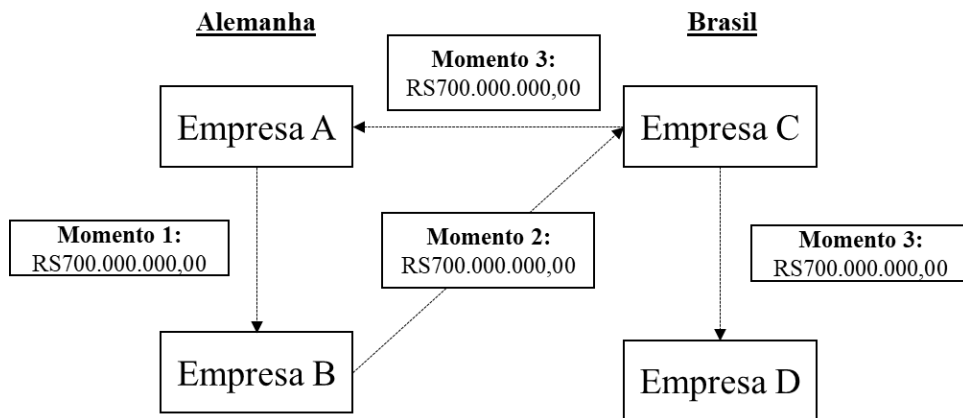 Alemanha
Brasil
Momento 3:
RS700.000.000,00
Empresa A
Empresa C
Momento 1:
RS700.000.000,00
Momento 2:
RS700.000.000,00
Momento 3:
RS700.000.000,00
Empresa B
Empresa D